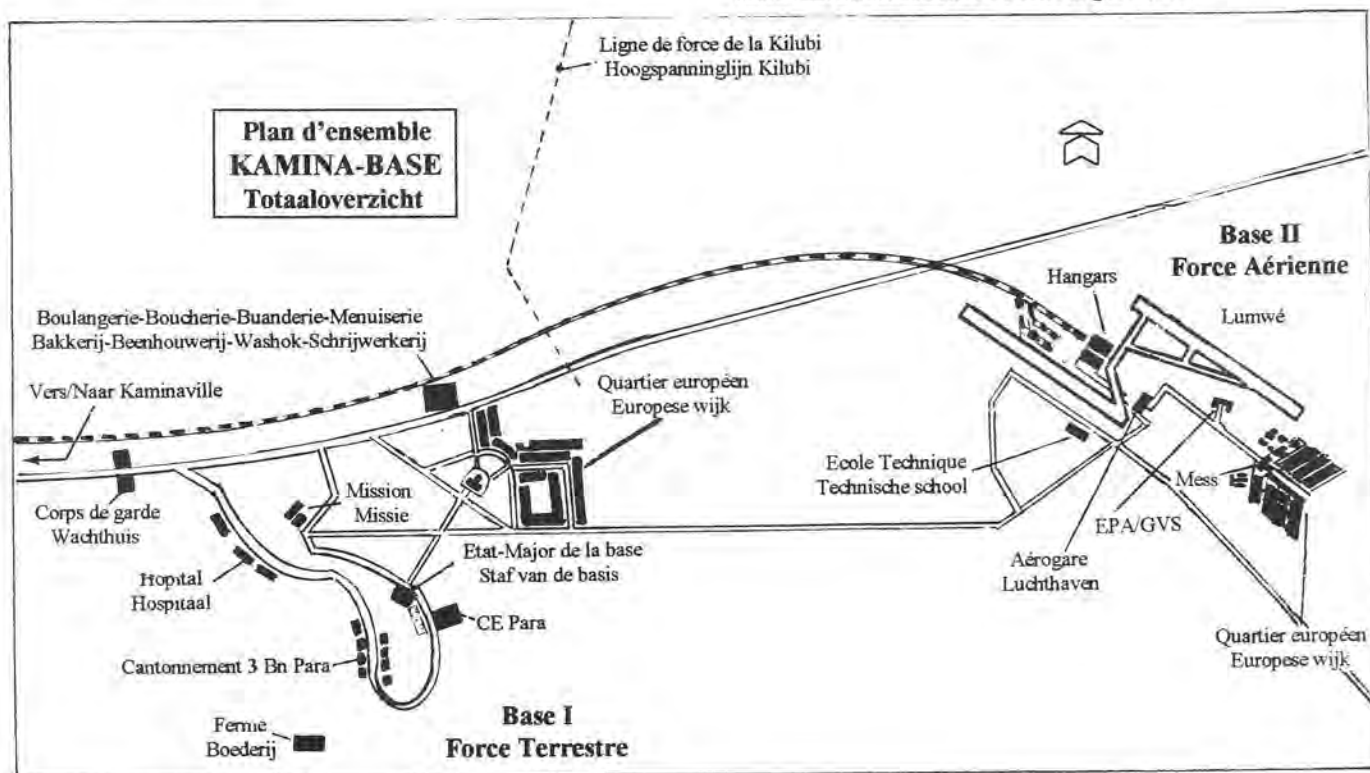 Ligne de force de la Kilubi
Hoogspanninglijn Kilubi
Plan d'ensemble
KAMINA-BASE
Totaaloverzicht
Base II
Force Aérienne
Hangars
Lumwé
Boulangerie-Boucherie-Buanderie-Menuiserie
Bakkerij-Beenhouwerij-Washok-Schrijwerkerij
Vers/Naar Kaminaville
Quartier européen
Europese wijk
Ecole Technique
Technische school
Mess
Mission
Missie
Corps de garde
Wachthuis
EPA/GVS
Etat-Major de la base
Staf van de basis
Aérogare
Luchthaven
Hopital
Hospitaal
CE Para
Quartier européen
Europese wijk
Cantonnement 3 Bn Para
Base I
Force Terrestre
Ferme
Boederij